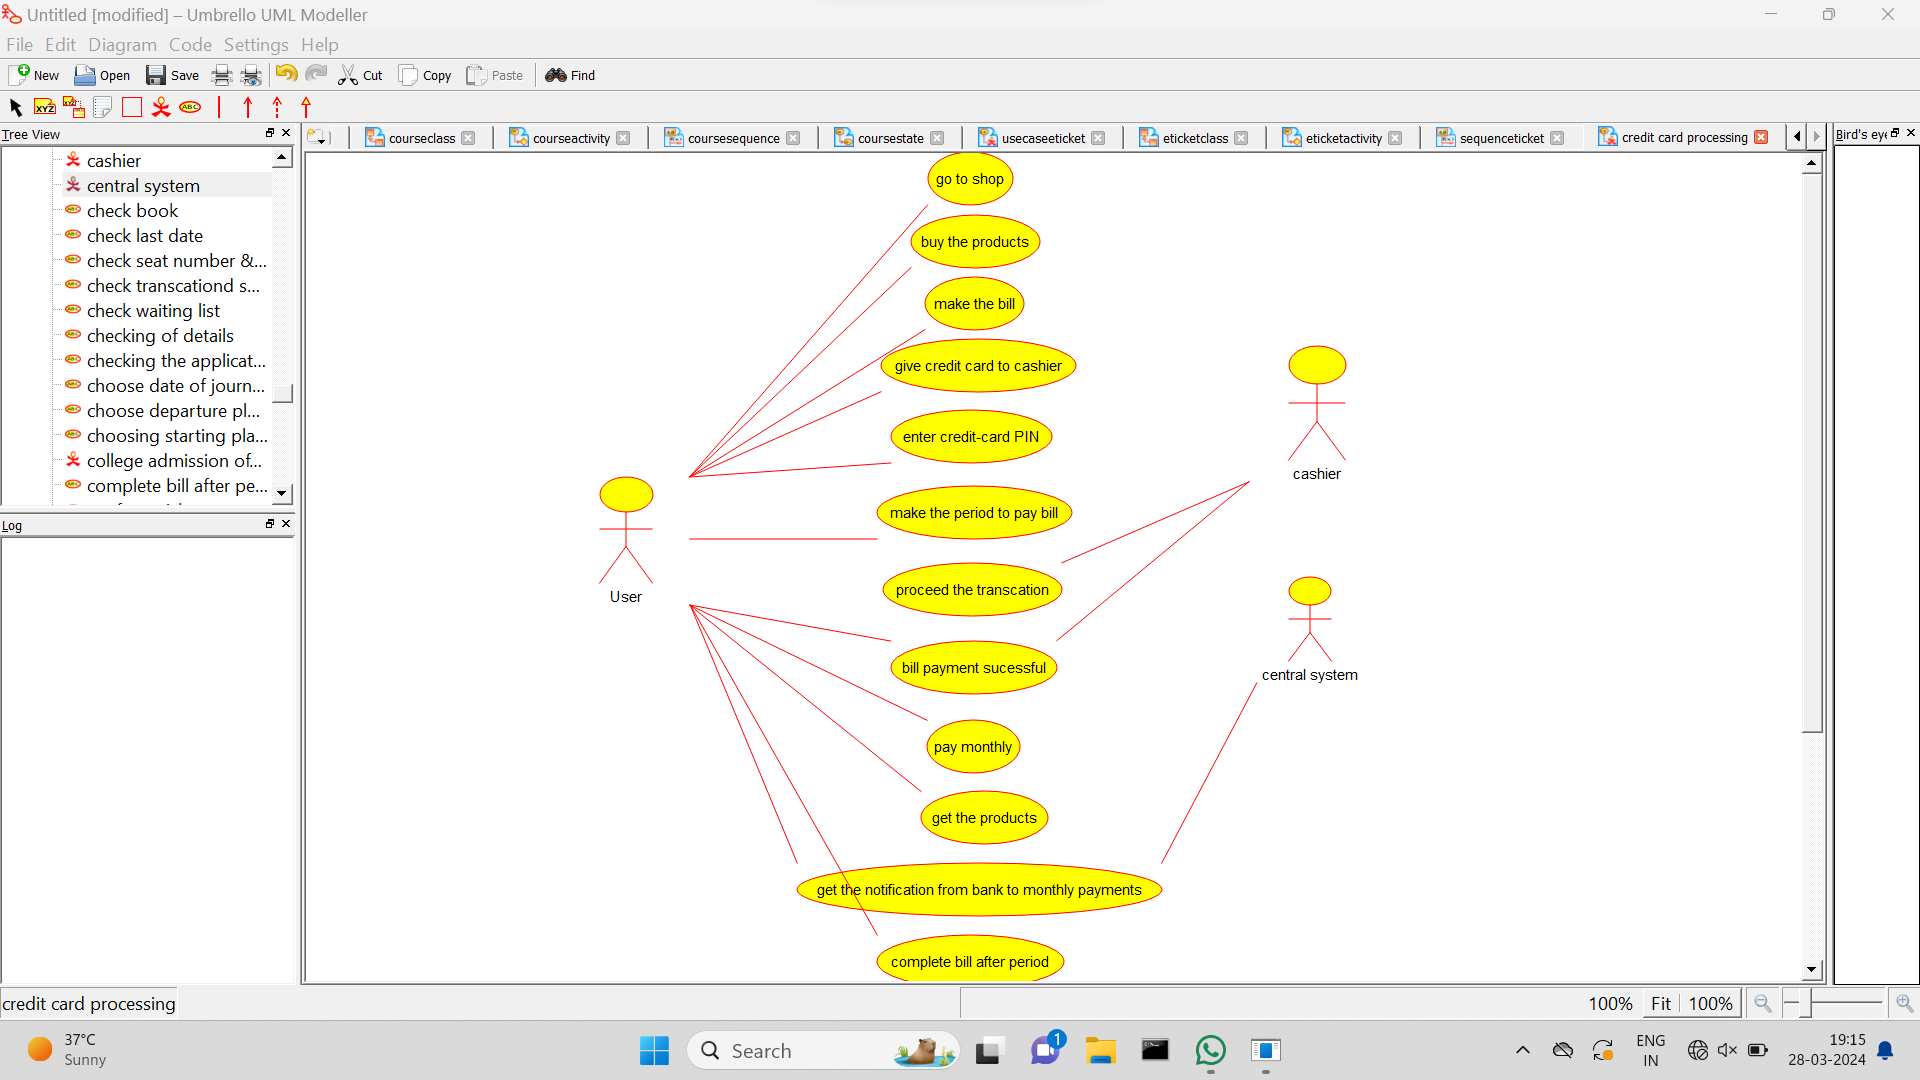 Untitled [modified] – Umbrello UML Modeller
File Edit Diagram Code Settings Help
New Open Save Cut Copy Paste Find
XYZ XYZ ABC
Tree View
courseclass courseactivity coursesequence coursestate usecaseeticket eticketclass eticketactivity sequenceticket credit card processing
Bird's eye
cashier
central system
check book
check last date
check seat number &...
check transcationd s...
check waiting list
checking of details
checking the applicat...
choose date of journ...
choose departure pl...
choosing starting pla...
college admission of...
complete bill after pe...
Log
go to shop
buy the products
make the bill
give credit card to cashier
enter credit-card PIN
cashier
make the period to pay bill
proceed the transcation
User
bill payment sucessful
central system
pay monthly
get the products
get the notification from bank to monthly payments
complete bill after period
credit card processing
100% Fit 100%
37°C
Sunny
Search
1
ENG
IN
19:15
28-03-2024